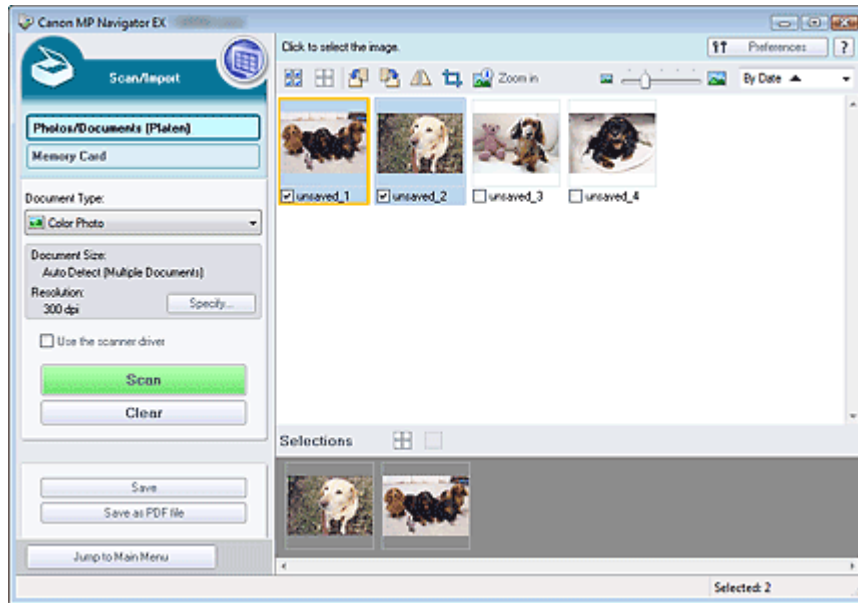 Canon MP Navigator EX
Scan/Import
Photos/Documents (Platen)
Memory Card
Document Type:
Color Photo
Document Size:
Auto Detect (Multiple Documents)
Resolution:
300 dpi
Specify...
Use the scanner driver
Scan
Clear
Save
Save as PDF file
Jump to Main Menu
Click to select the image.
Preferences
?
Zoom in
By Date
unsaved_1
unsaved_2
unsaved_3
unsaved_4
Selections
Selected: 2